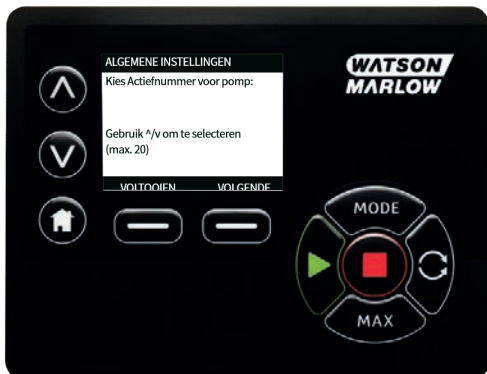 ALGEMENE INSTELLINGEN
Kies Actiefnummer voor pomp:
Gebruik ^/v om te selecteren
(max. 20)
VOLTOOIEN VOLGENDE
WATSON
MARLOW
MODE
MAX